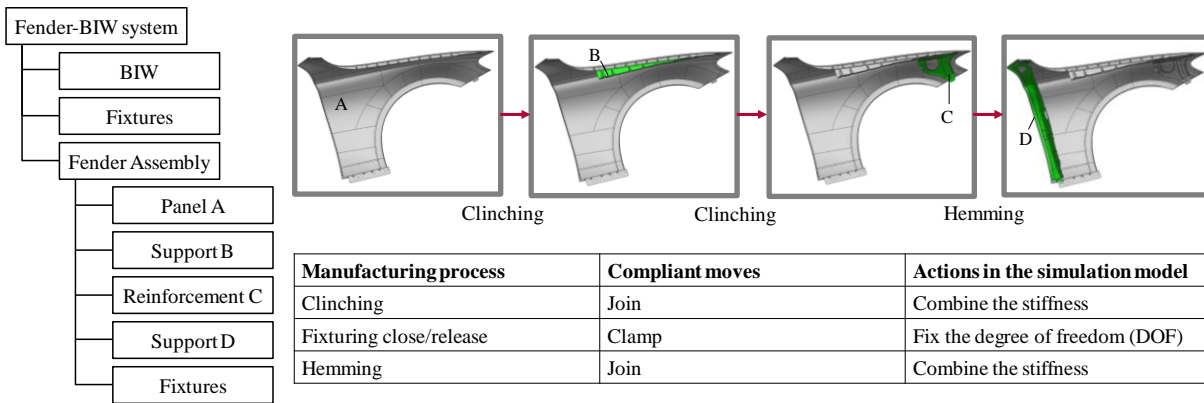 Fender-BIW system
BIW
Fixtures
Fender Assembly
Panel A
Support B
Reinforcement C
Support D
Fixtures
A
B
C
D
Clinching
Clinching
Hemming
Manufacturing process Compliant moves Actions in the simulation model
Clinching Join Combine the stiffness
Fixturing close/release Clamp Fix the degree of freedom (DOF)
Hemming Join Combine the stiffness